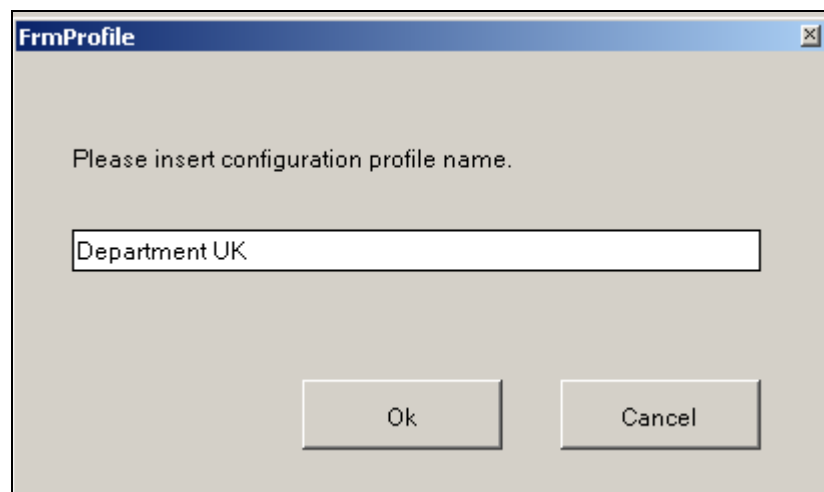 FrmProfile
Please insert configuration profile name.
Department UK
Ok
Cancel